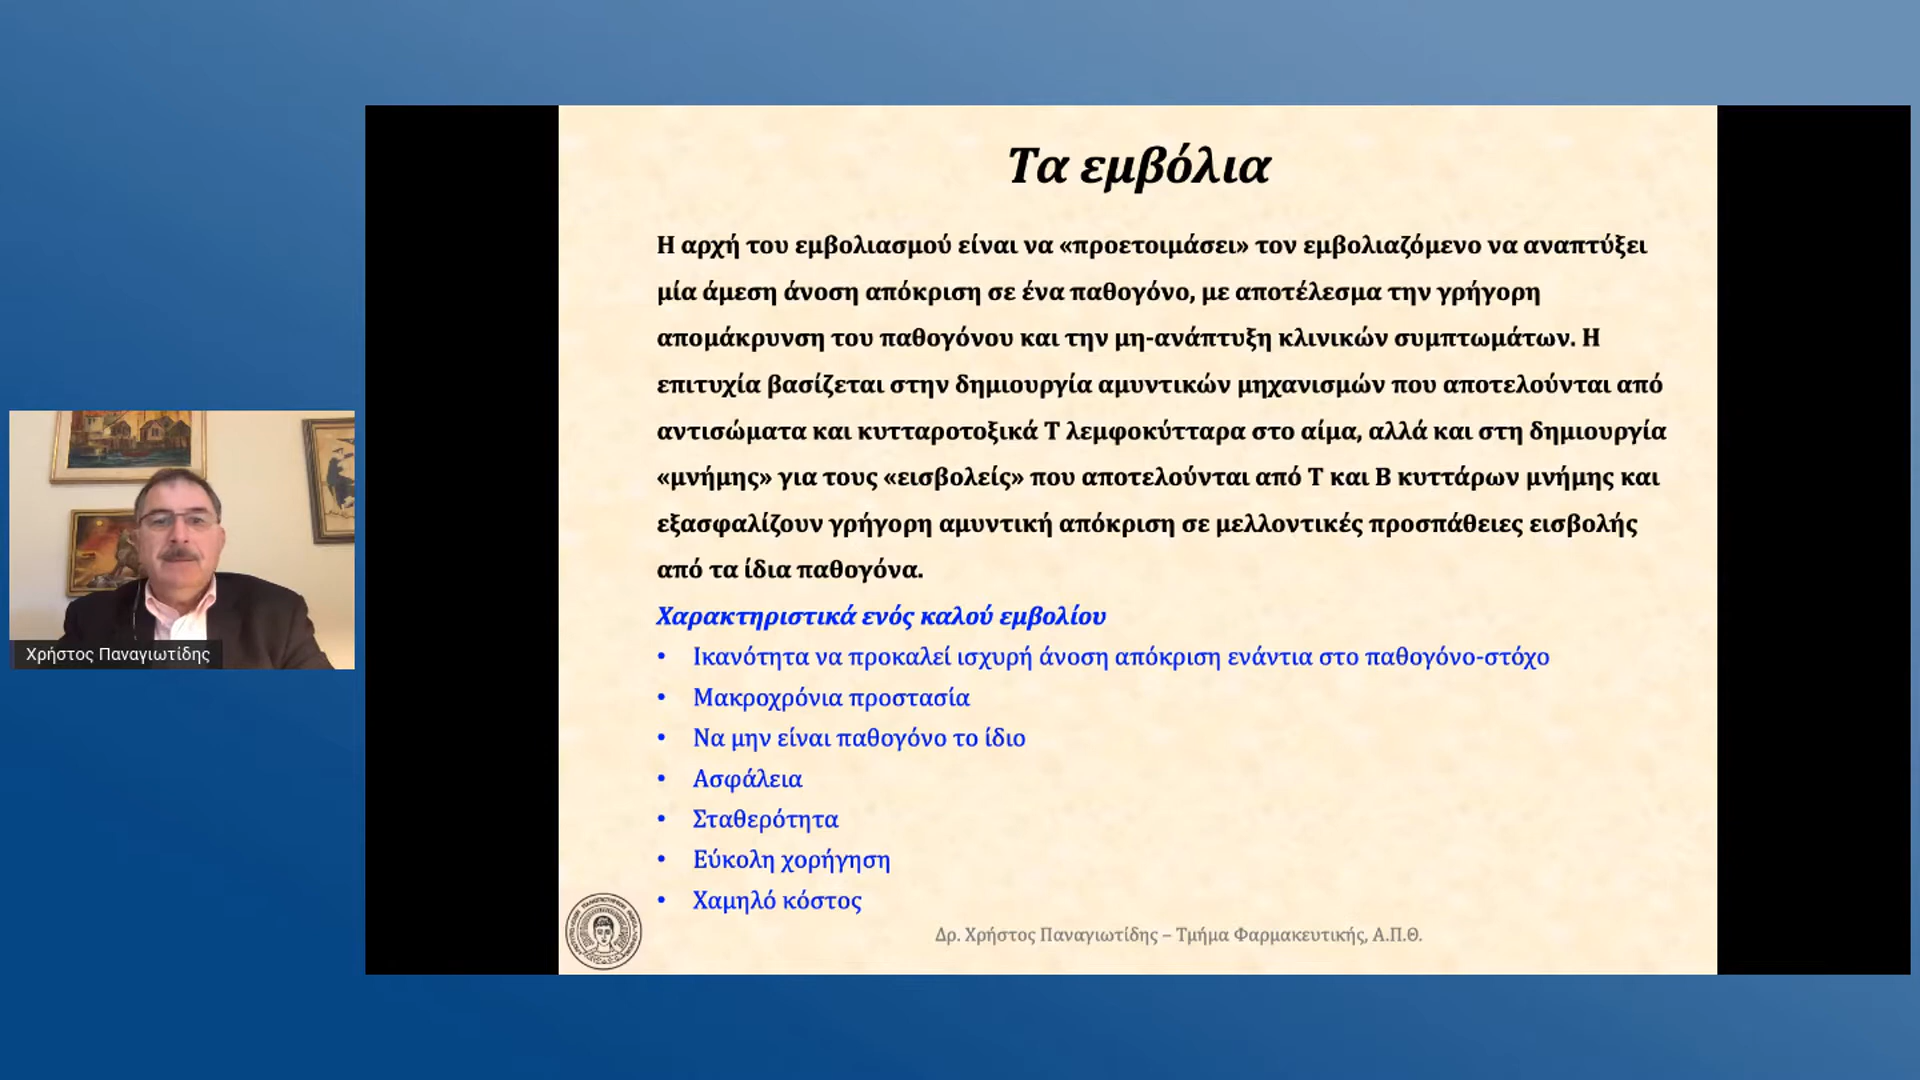 Τα εμβόλια
Η αρχή του εμβολιασμού είναι να «προετοιμάσει» τον εμβολιαζόμενο να αναπτύξει
μία άμεση άνοση απόκριση σε ένα παθογόνο, με αποτέλεσμα την γρήγορη
απομάκρυνση του παθογόνου και την μη-ανάπτυξη κλινικών συμπτωμάτων. Η
επιτυχία βασίζεται στην δημιουργία αμυντικών μηχανισμών που αποτελούνται από
αντισώματα και κυτταροτοξικά Τ λεμφοκύτταρα στο αίμα, αλλά και στη δημιουργία
«μνήμης» για τους «εισβολείς» που αποτελούνται από Τ και Β κυττάρων μνήμης και
εξασφαλίζουν γρήγορη αμυντική απόκριση σε μελλοντικές προσπάθειες εισβολής
από τα ίδια παθογόνα.
Χαρακτηριστικά ενός καλού εμβολίου
• Ικανότητα να προκαλεί ισχυρή άνοση απόκριση ενάντια στο παθογόνο-στόχο
• Μακροχρόνια προστασία
• Να μην είναι παθογόνο το ίδιο
• Ασφάλεια
• Σταθερότητα
• Εύκολη χορήγηση
• Χαμηλό κόστος
Δρ. Χρήστος Παναγιωτίδης – Τμήμα Φαρμακευτικής, Α.Π.Θ.
Χρήστος Παναγιωτίδης